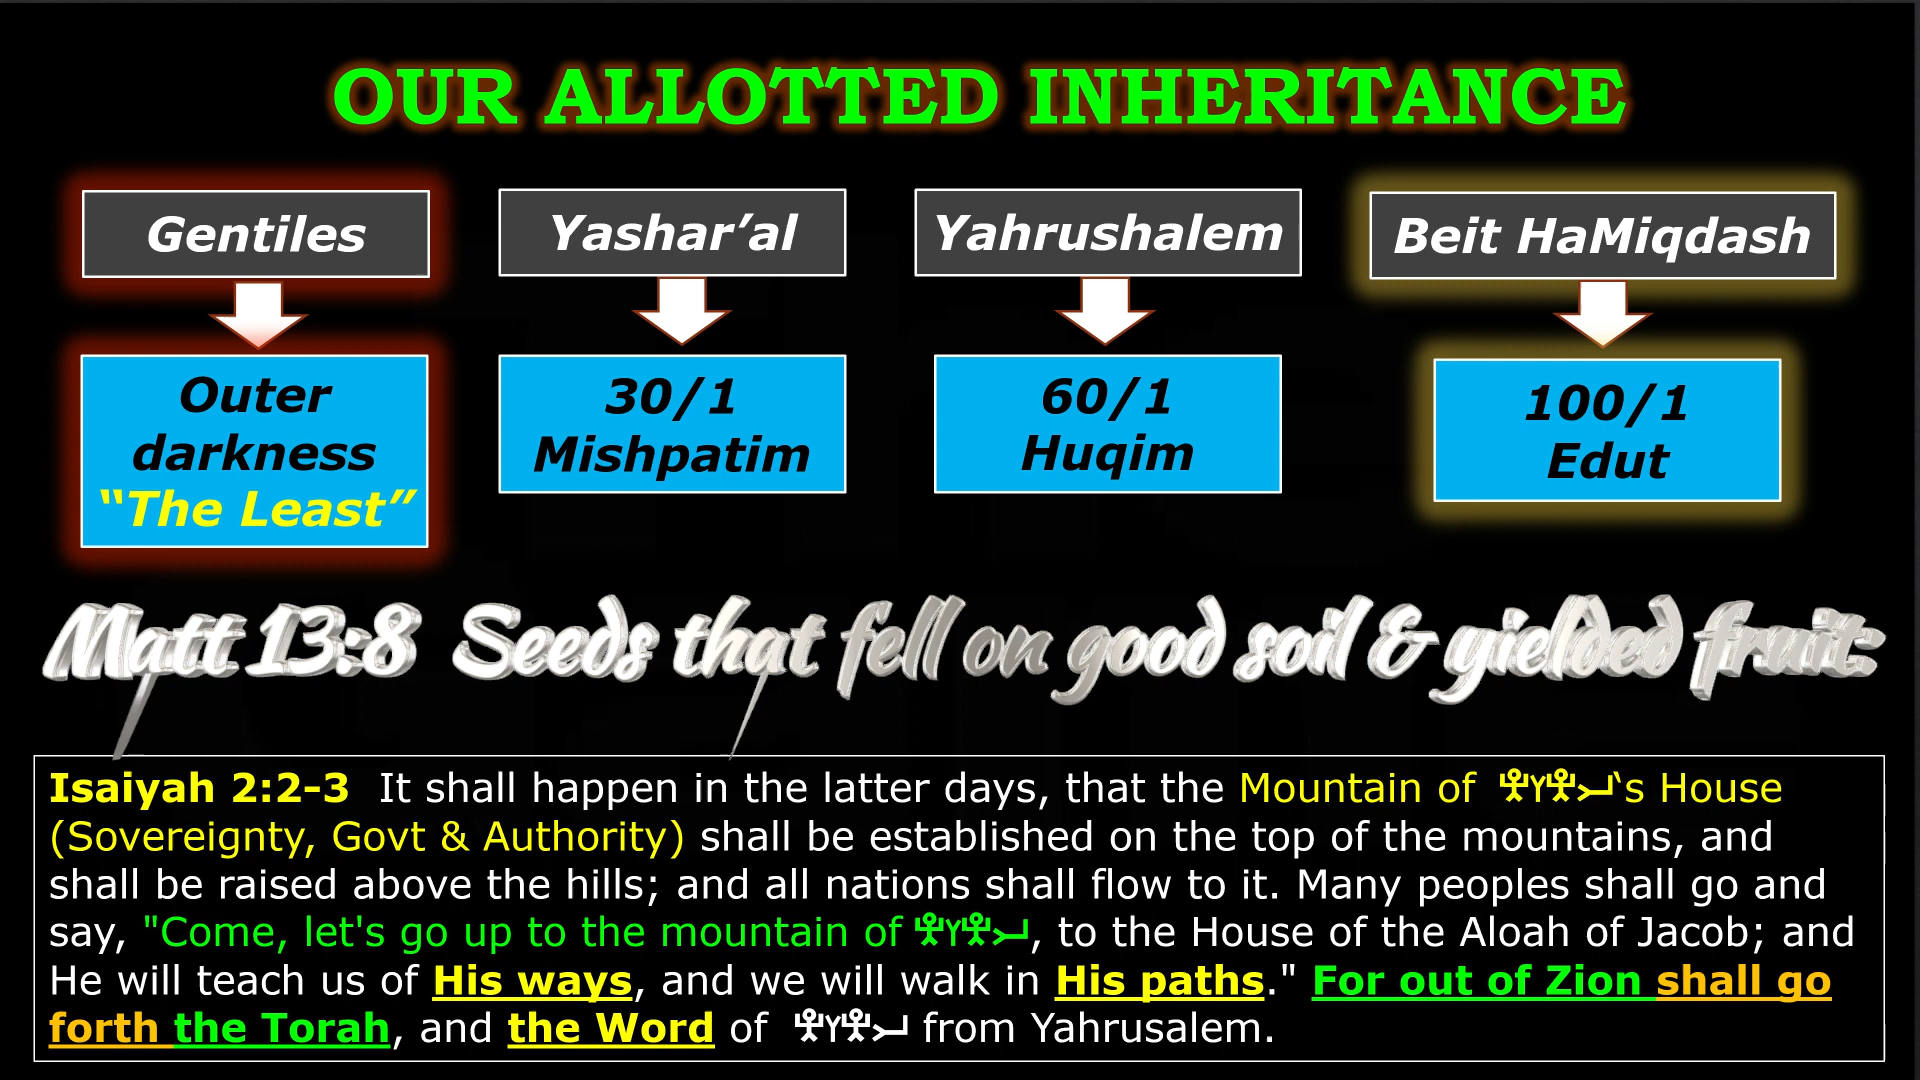 OUR ALLOTTED INHERITANCE
Gentiles
Outer
darkness
“The Least”
Yashar’al
30/1
Mishpatim
Yahrushalem
60/1
Huqim
Beit HaMiqdash
100/1
Edut
Matt 13:8 Seeds that fell on good soil & yielded fruit:
Isaiyah 2:2-3 It shall happen in the latter days, that the Mountain of 𐤉𐤄𐤅𐤄‘s House
(Sovereignty, Govt & Authority) shall be established on the top of the mountains, and
shall be raised above the hills; and all nations shall flow to it. Many peoples shall go and
say, "Come, let's go up to the mountain of 𐤉𐤄𐤅𐤄, to the House of the Aloah of Jacob; and
He will teach us of His ways, and we will walk in His paths." For out of Zion shall go
forth the Torah, and the Word of 𐤉𐤄𐤅𐤄 from Yahrusalem.